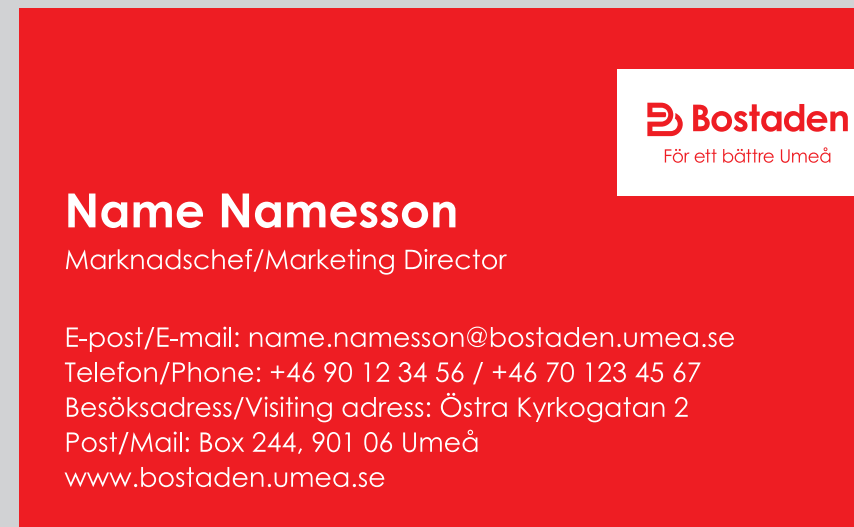 Bostaden
För ett bättre Umeå
Name Namesson
Marknadschef/Marketing Director
E-post/E-mail: name.namesson@bostaden.umea.se
Telefon/Phone: +46 90 12 34 56 / +46 70 123 45 67
Besöksadress/Visiting adress: Östra Kyrkogatan 2
Post/Mail: Box 244, 901 06 Umeå
www.bostaden.umea.se